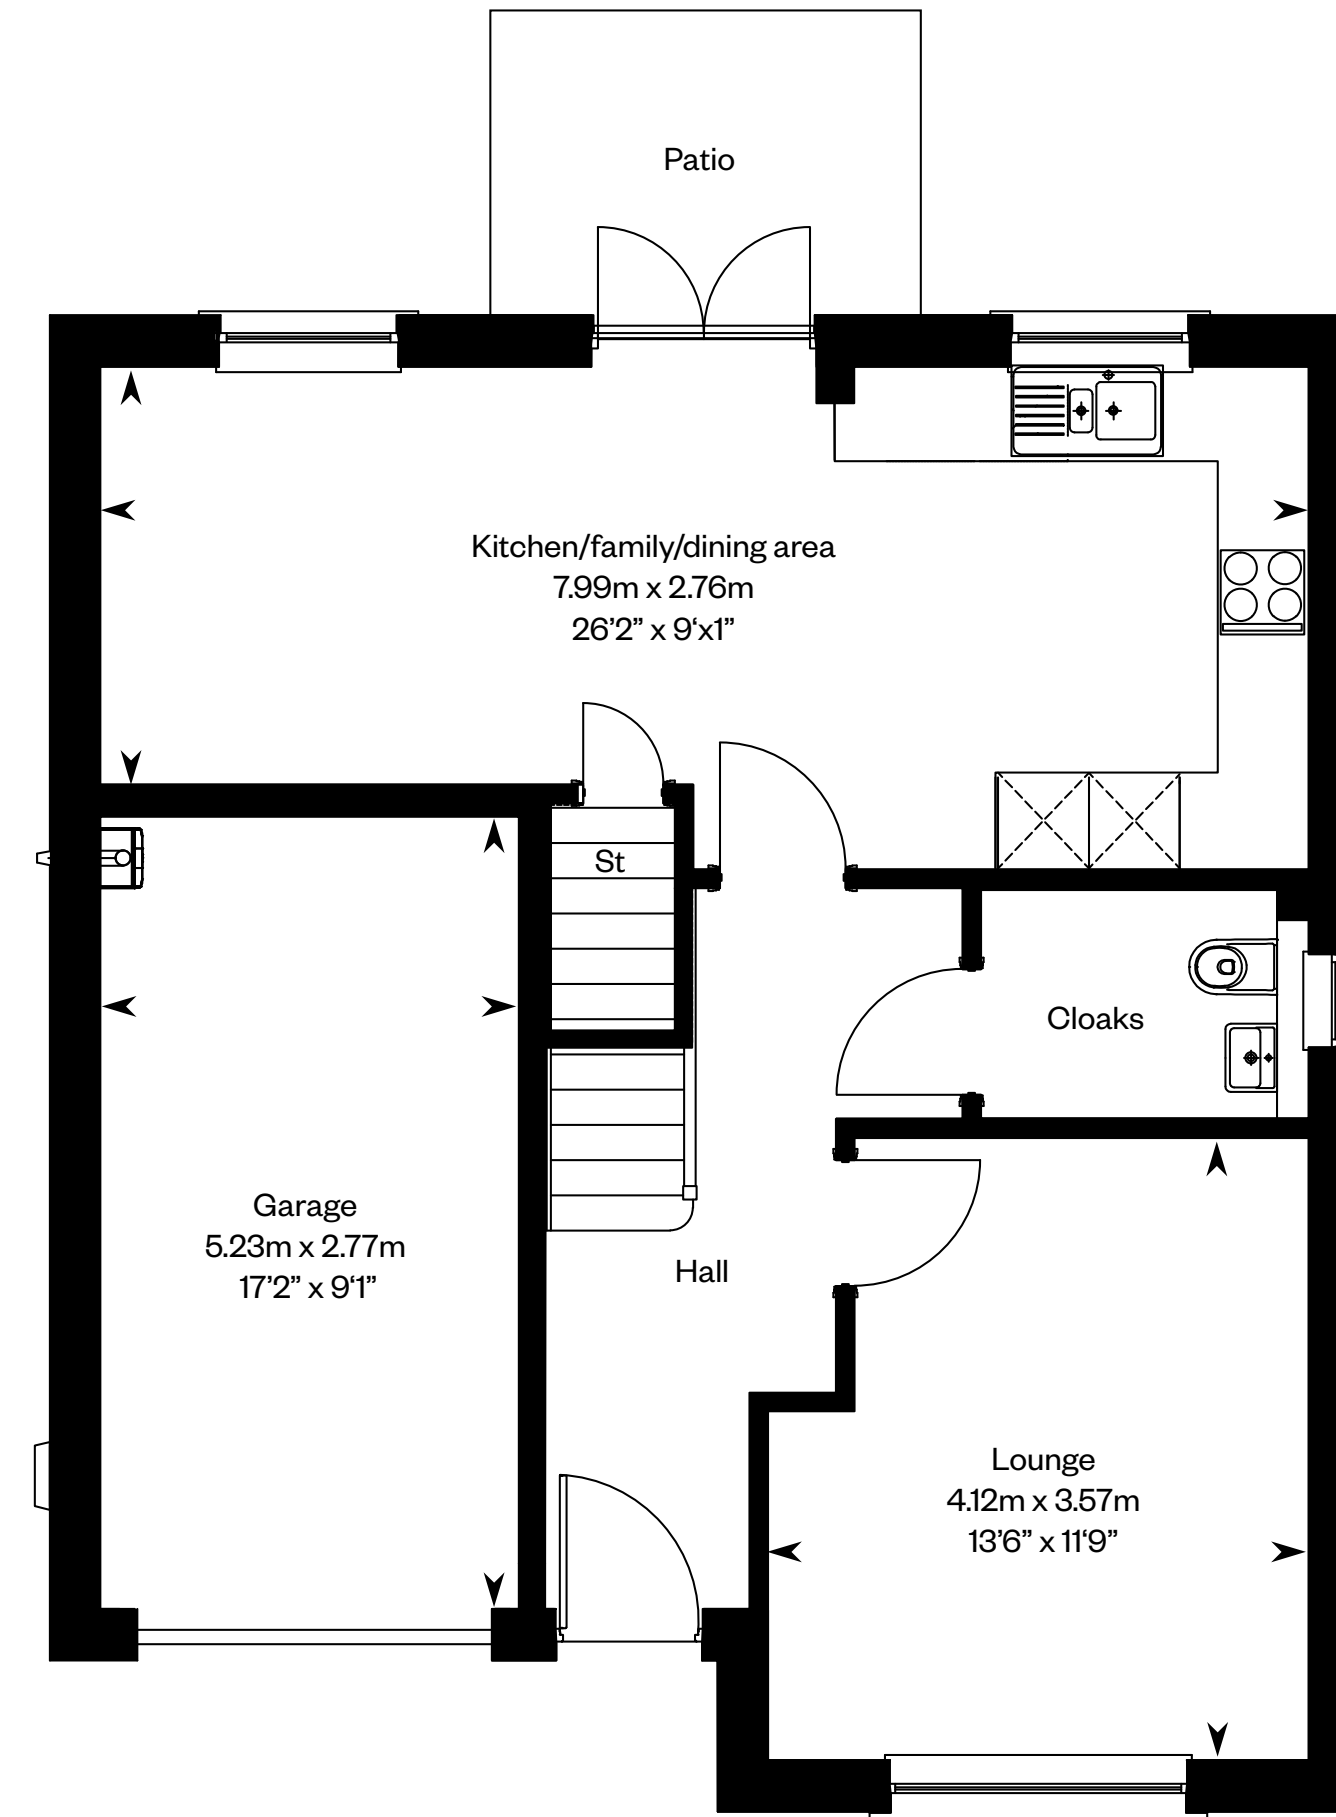 Patio
Kitchen/family/dining area
7.99m x 2.76m
26’2” x 9‘x1”
St
Cloaks
Garage
5.23m x 2.77m
17’2” x 9‘1”
Hall
Lounge
4.12m x 3.57m
13’6” x 11‘9”